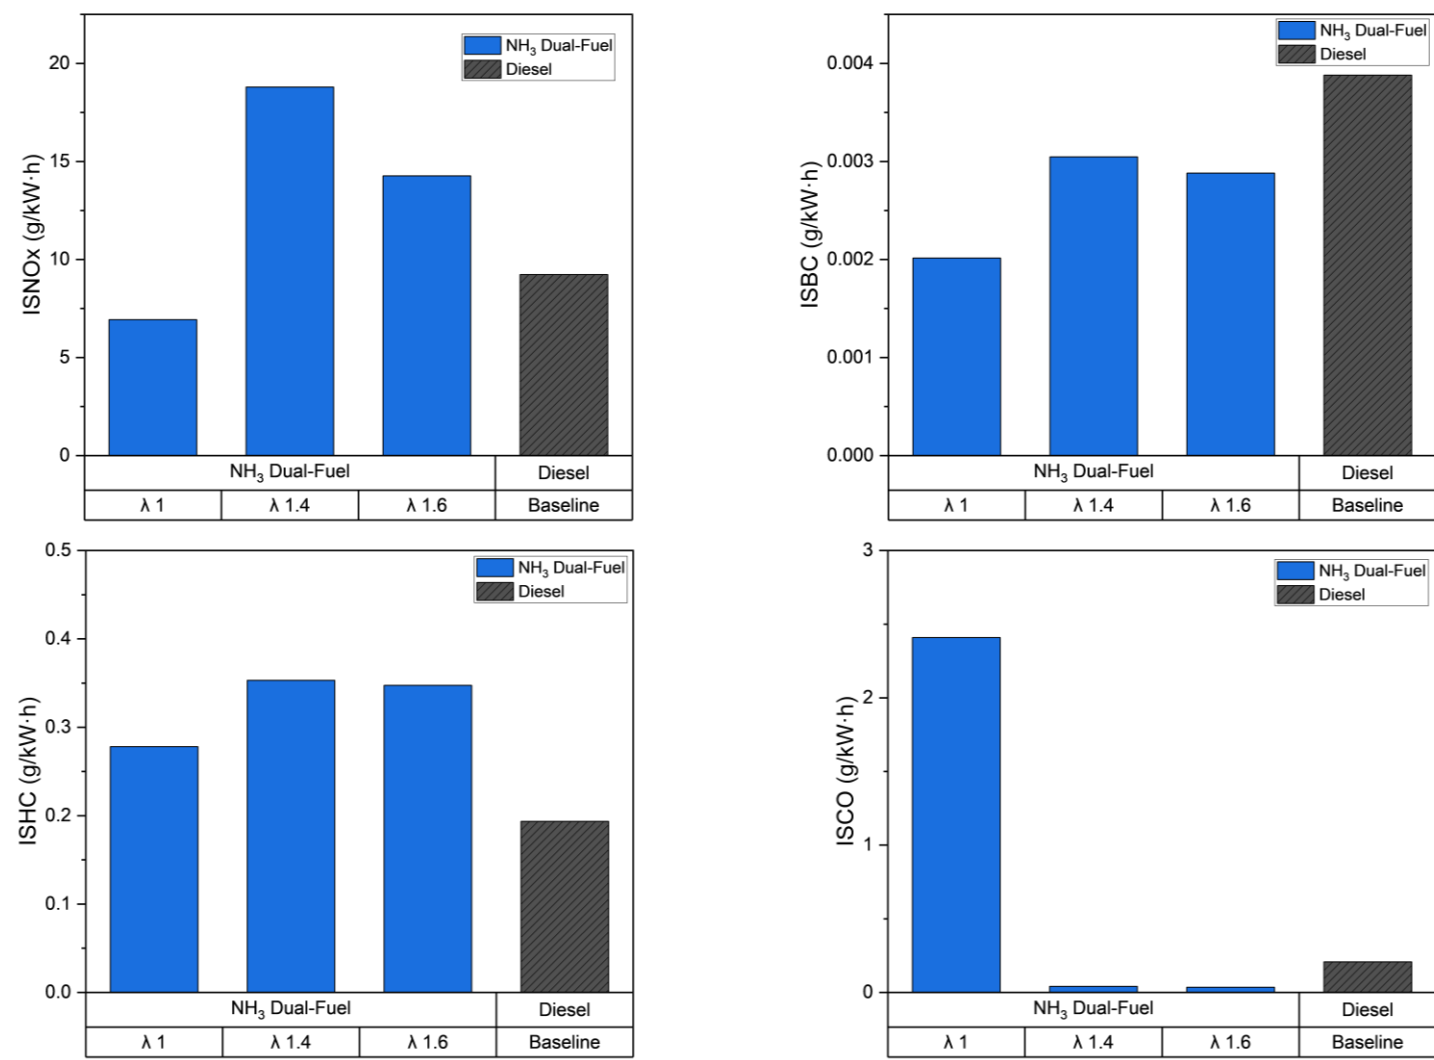 NH₃ Dual-Fuel
Diesel
20
15
10
5
0
ISNOx (g/kW·h)
NH₃ Dual-Fuel Diesel
λ 1 λ 1.4 λ 1.6 Baseline
NH₃ Dual-Fuel
Diesel
0.004
0.003
0.002
0.001
0.000
ISBC (g/kW·h)
NH₃ Dual-Fuel Diesel
λ 1 λ 1.4 λ 1.6 Baseline
NH₃ Dual-Fuel
Diesel
0.5
0.4
0.3
0.2
0.1
0.0
ISHC (g/kW·h)
NH₃ Dual-Fuel Diesel
λ 1 λ 1.4 λ 1.6 Baseline
NH₃ Dual-Fuel
Diesel
3
2
1
0
ISCO (g/kW·h)
NH₃ Dual-Fuel Diesel
λ 1 λ 1.4 λ 1.6 Baseline